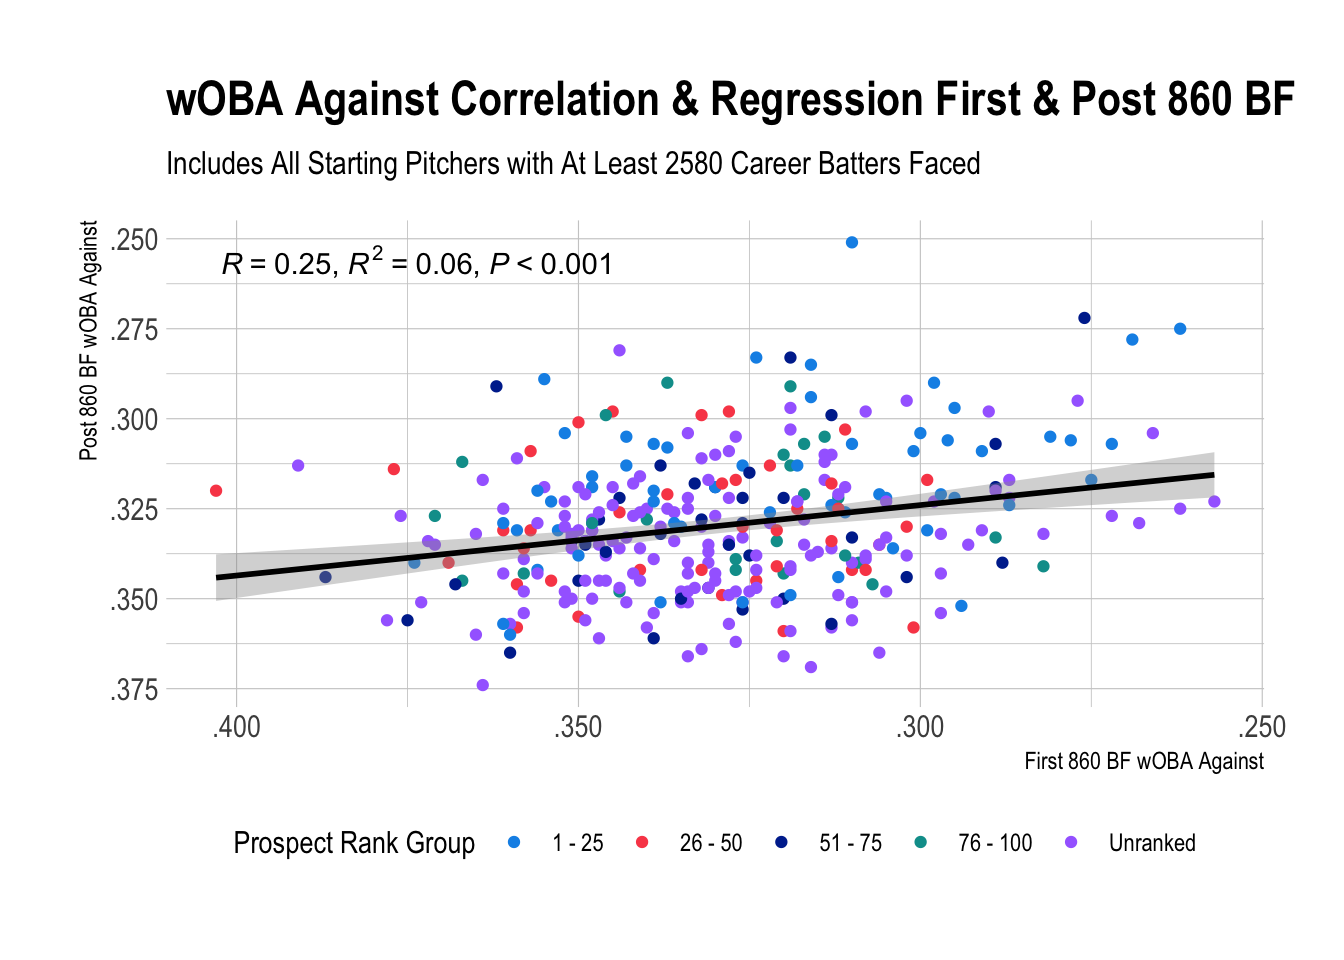 wOBA Against Correlation & Regression First & Post 860 BF
Includes All Starting Pitchers with At Least 2580 Career Batters Faced
Post 860 BF wOBA Against
.250
.275
.300
.325
.350
.375
R = 0.25, R² = 0.06, P < 0.001
.400
.350
.300
.250
First 860 BF wOBA Against
Prospect Rank Group
1 - 25
26 - 50
51 - 75
76 - 100
Unranked